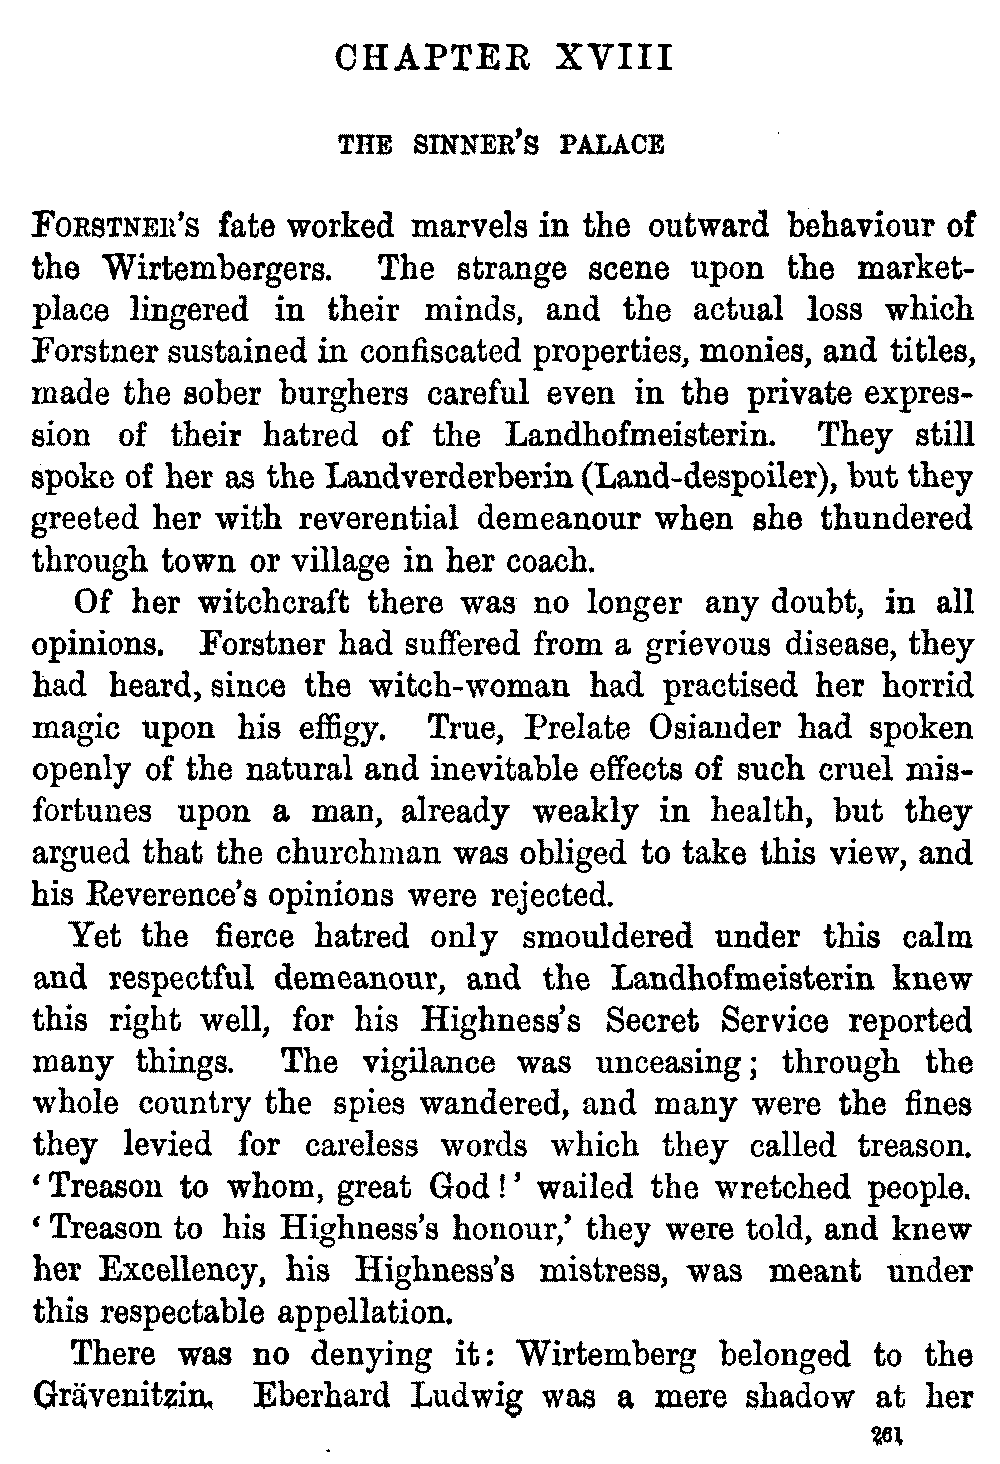 CHAPTER XVIII
THE SINNER'S PALACE
FORSTNER'S fate worked marvels in the outward behaviour of
the Wirtembergers. The strange scene upon the market-
place lingered in their minds, and the actual loss which
Forstner sustained in confiscated properties, monies, and titles,
made the sober burghers careful even in the private expres-
sion of their hatred of the Landhofmeisterin. They still
spoke of her as the Landverderberin (Land-despoiler), but they
greeted her with reverential demeanour when she thundered
through town or village in her coach.
Of her witchcraft there was no longer any doubt, in all
opinions. Forstner had suffered from a grievous disease, they
had heard, since the witch-woman had practised her horrid
magic upon his effigy. True, Prelate Osiander had spoken
openly of the natural and inevitable effects of such cruel mis-
fortunes upon a man, already weakly in health, but they
argued that the churchman was obliged to take this view, and
his Reverence's opinions were rejected.
Yet the fierce hatred only smouldered under this calm
and respectful demeanour, and the Landhofmeisterin knew
this right well, for his Highness's Secret Service reported
many things. The vigilance was unceasing; through the
whole country the spies wandered, and many were the fines
they levied for careless words which they called treason.
'Treason to whom, great God!' wailed the wretched people.
'Treason to his Highness's honour,' they were told, and knew
her Excellency, his Highness's mistress, was meant under
this respectable appellation.
There was no denying it: Wirtemberg belonged to the
Grävenitzin. Eberhard Ludwig was a mere shadow at her
261